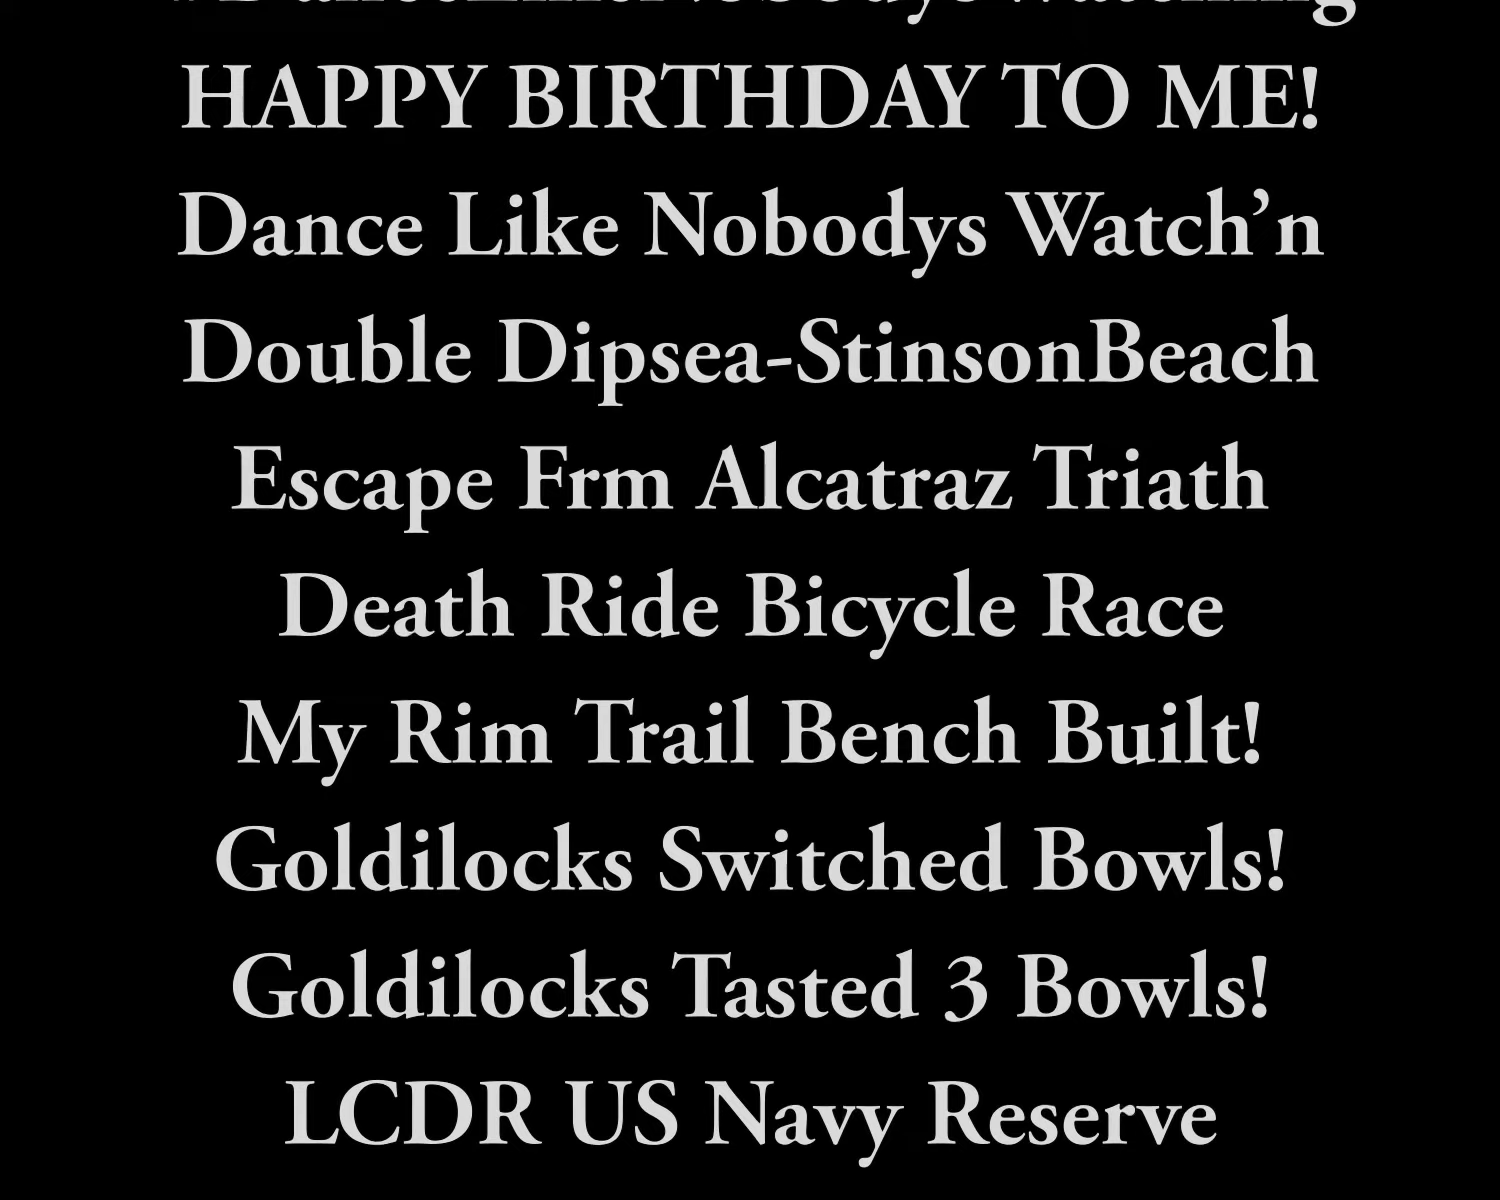 HAPPY BIRTHDAY TO ME!
Dance Like Nobodys Watch’n
Double Dipsea-StinsonBeach
Escape Frm Alcatraz Triath
Death Ride Bicycle Race
My Rim Trail Bench Built!
Goldilocks Switched Bowls!
Goldilocks Tasted 3 Bowls!
LCDR US Navy Reserve